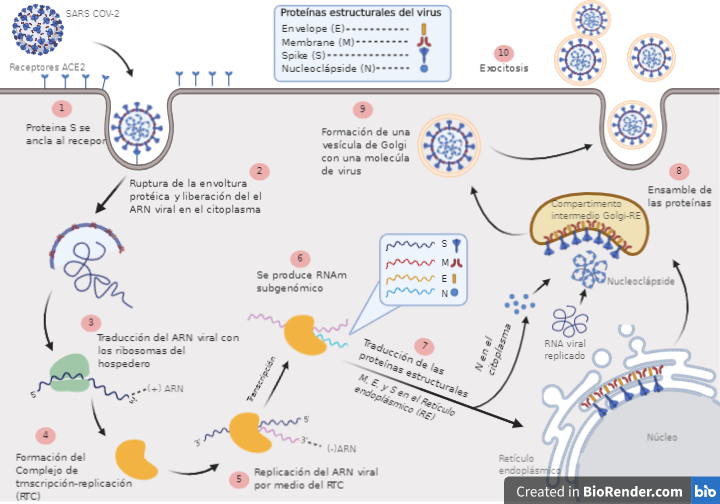 SARS COV-2
Receptores ACE2
Proteínas estructurales del virus
Envelope (E)
Membrane (M)
Spike (S)
Nucleoclápside (N)
1
Proteina S se
ancla al recepor
2
Ruptura de la envoltura
protéica y liberación del el
ARN viral en el citoplasma
3
Traducción del ARN viral con
los ribosomas del
hospedero
5'
3'
(+) ARN
4
Formación del
Complejo de
trnscripción-replicación
(RTC)
5
Replicación del ARN viral
por medio del RTC
5'
5'
3'
(-)ARN
Transcripción
6
Se produce RNAm
subgenómico
S
M
E
N
7
Traducción de las
proteínas estructurales
M, E, y S en el Retículo
endoplásmico (RE)
N en el
citoplasma
RNA viral
replicado
Nucleoclápside
Compartimento
intermedio Golgi-RE
8
Ensamble de
las proteínas
9
Formación de una
vesícula de Golgi
con una molecúla
de virus
10
Exocitosis
Núcleo
Retículo
endoplásmico
Created in BioRender.com bio